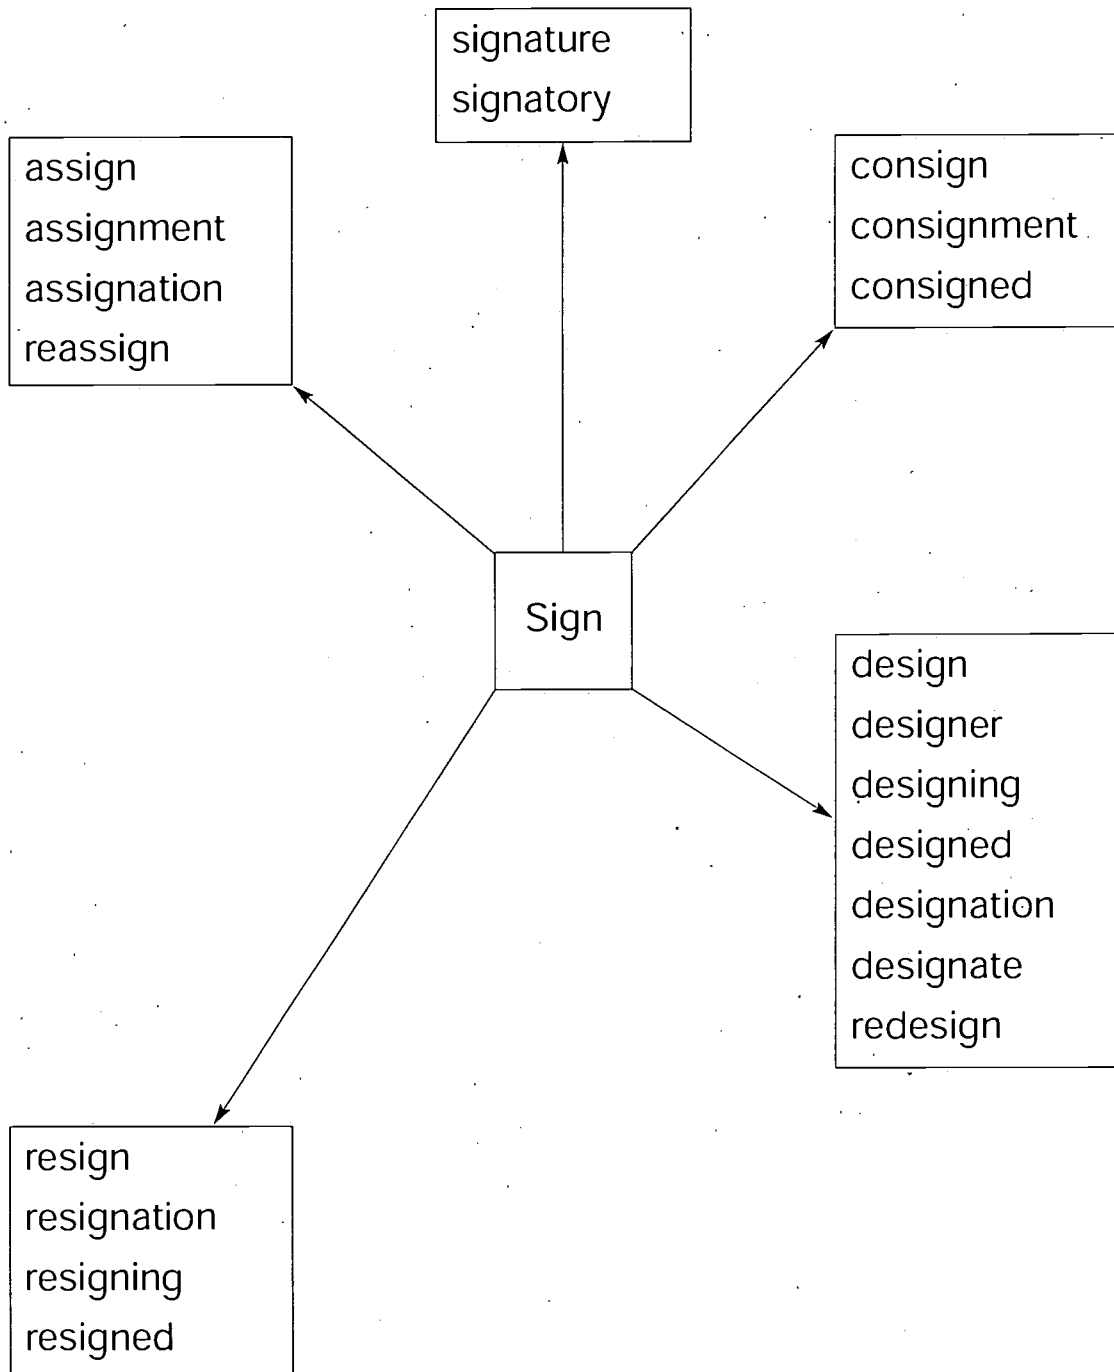 signature
signatory
assign
assignment
assignation
reassign
consign
consignment
consigned
Sign
design
designer
designing
designed
designation
designate
redesign
resign
resignation
resigning
resigned